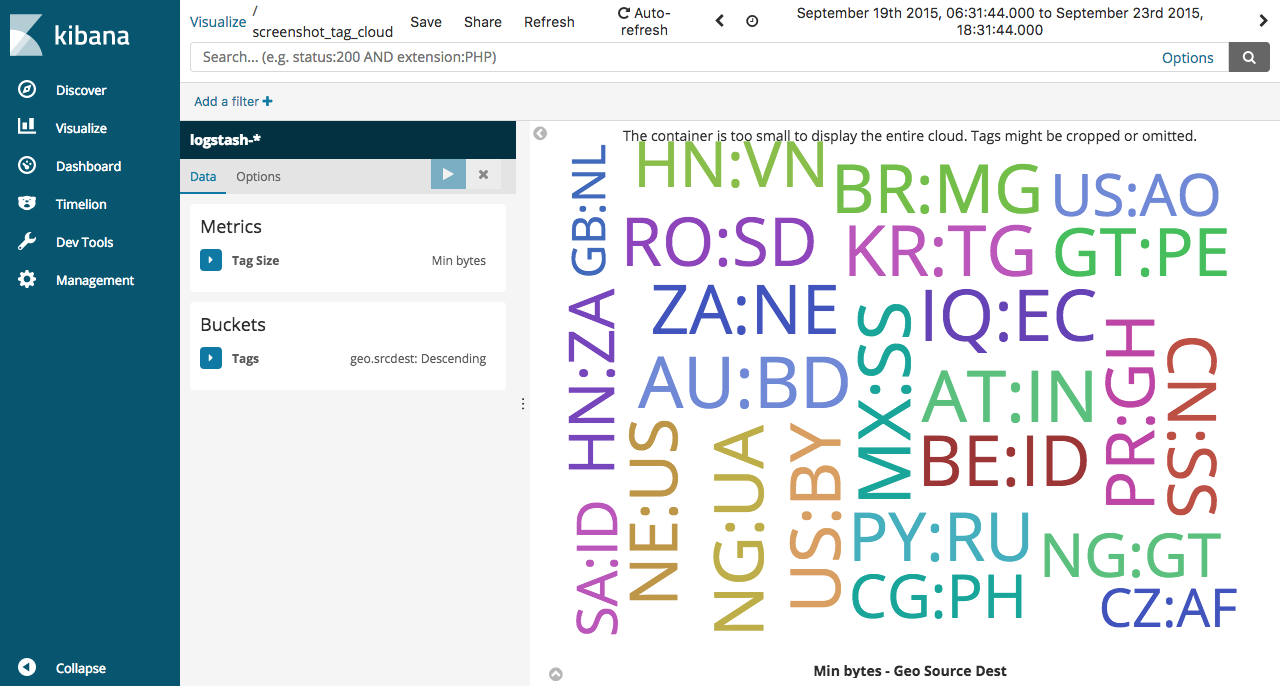 kibana
Discover
Visualize
Dashboard
Timelion
Dev Tools
Management
Collapse
Visualize / screenshot_tag_cloud
Save
Share
Refresh
Auto-refresh
September 19th 2015, 06:31:44.000 to September 23rd 2015, 18:31:44.000
Search... (e.g. status:200 AND extension:PHP)
Options
Add a filter +
logstash-*
Data
Options
Metrics
Tag Size
Min bytes
Buckets
Tags
geo.srcdest: Descending
The container is too small to display the entire cloud. Tags might be cropped or omitted.
GB:NL
HN:VN
BR:MG
US:AO
RO:SD
KR:TG
GT:PE
HN:ZA
ZA:NE
MX:SS
IQ:EC
PR:GH
CN:SS
AU:BD
AT:IN
NE:US
NG:UA
US:BY
BE:ID
SA:ID
PY:RU
NG:GT
CG:PH
CZ:AF
Min bytes - Geo Source Dest